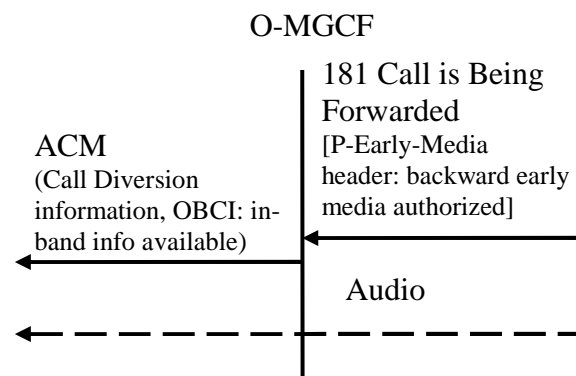 O-MGCF
181 Call is Being
Forwarded
[P-Early-Media
header: backward early
media authorized]
ACM
(Call Diversion
information, OBCI: in-
band info available)
Audio